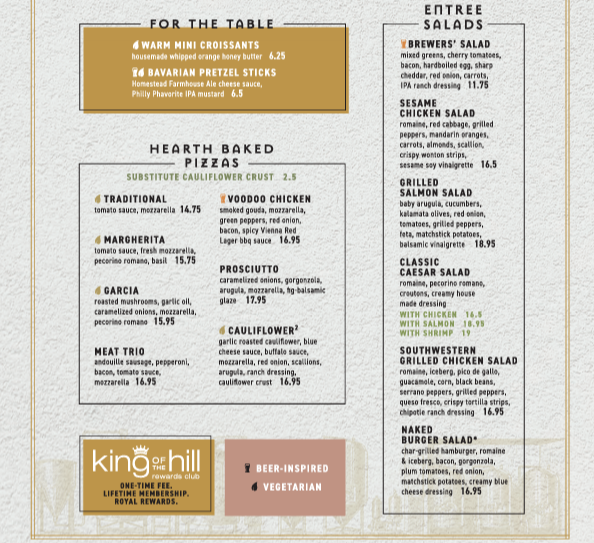 FOR THE TABLE
WARM MINI CROISSANTS
housemade whipped orange honey butter 6.25
BAVARIAN PRETZEL STICKS
Homestead Farmhouse Ale cheese sauce,
Philly Phavorite IPA mustard 6.5
HEARTH BAKED
PIZZAS
SUBSTITUTE CAULIFLOWER CRUST 2.5
TRADITIONAL
tomato sauce, mozzarella 14.75
MARGHERITA
tomato sauce, fresh mozzarella,
pecorino romano, basil 15.75
GARCIA
roasted mushrooms, garlic oil,
caramelized onions, mozzarella,
pecorino romano 15.95
MEAT TRIO
andouille sausage, pepperoni,
bacon, tomato sauce,
mozzarella 16.95
VOODOO CHICKEN
smoked gouda, mozzarella,
green peppers, red onion,
bacon, spicy Vienna Red
Lager bbq sauce 16.95
PROSCIUTTO
caramelized onions, gorgonzola,
arugula, mozzarella, fig-balsamic
glaze 17.95
CAULIFLOWER²
garlic roasted cauliflower, blue
cheese sauce, buffalo sauce,
mozzarella, red onion, scallions,
arugula, ranch dressing,
cauliflower crust 16.95
king OF THE hill
rewards club
ONE-TIME FEE.
LIFETIME MEMBERSHIP.
ROYAL REWARDS.
BEER-INSPIRED
VEGETARIAN
ENTREE
SALADS
BREWERS' SALAD
mixed greens, cherry tomatoes,
bacon, hardboiled egg, sharp
cheddar, red onion, carrots,
IPA ranch dressing 11.75
SESAME
CHICKEN SALAD
romaine, red cabbage, grilled
peppers, mandarin oranges,
carrots, almonds, scallion,
crispy wonton strips,
sesame soy vinaigrette 16.5
GRILLED
SALMON SALAD
baby arugula, cucumbers,
kalamata olives, red onion,
tomatoes, grilled peppers,
feta, matchstick potatoes,
balsamic vinaigrette 18.95
CLASSIC
CAESAR SALAD
romaine, pecorino romano,
croutons, creamy house
made dressing
WITH CHICKEN 16.5
WITH SALMON 18.95
WITH SHRIMP 19
SOUTHWESTERN
GRILLED CHICKEN SALAD
romaine, iceberg, pico de gallo,
guacamole, corn, black beans,
serrano peppers, grilled peppers,
queso fresco, crispy tortilla strips,
chipotle ranch dressing 16.95
NAKED
BURGER SALAD*
char-grilled hamburger, romaine
& iceberg, bacon, gorgonzola,
plum tomatoes, red onion,
matchstick potatoes, creamy blue
cheese dressing 16.95